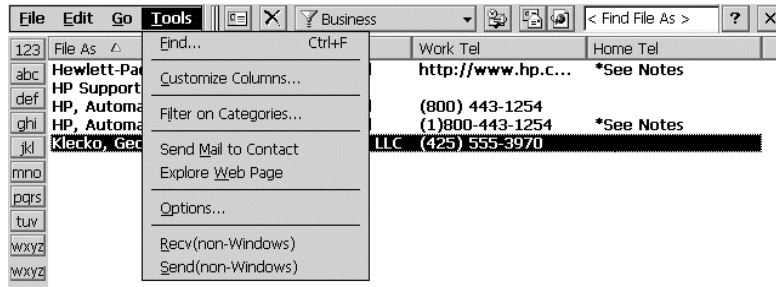 File Edit Go Tools Business < Find File As > ? X
123 File As Work Tel Home Tel
Find... Ctrl+F
abc Hewlett-Pac http://www.hp.c... *See Notes
Customize Columns...
HP Support
def HP, Automa (800) 443-1254
Filter on Categories...
ghi HP, Automa (1)800-443-1254 *See Notes
jkl Klecko, Geo LLC (425) 555-3970
Send Mail to Contact
mno Explore Web Page
pqrs
Options...
tuv
wxyz Recv(non-Windows)
wxyz Send(non-Windows)